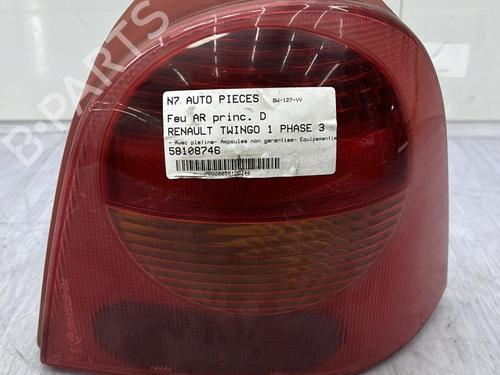 B-PARTS
N7 AUTO PIECES BW-127-VV
Feu AR princ. D
RENAULT TWINGO 1 PHASE 3
- Avec platine- Ampoules non garanties- Equipementie
58108746